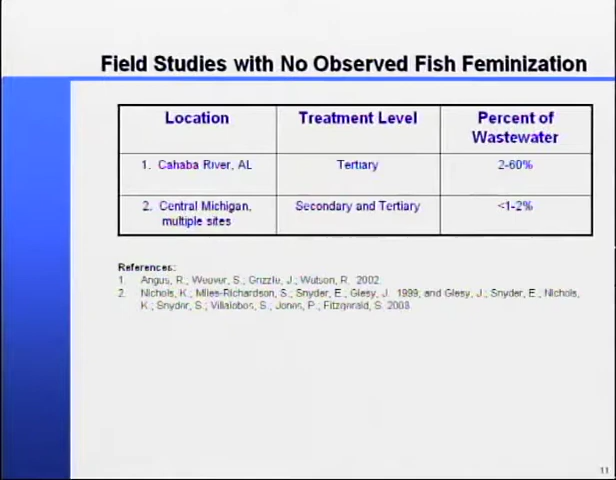 Field Studies with No Observed Fish Feminization
Location Treatment Level Percent of Wastewater
1. Cahaba River, AL Tertiary 2-60%
2. Central Michigan, multiple sites Secondary and Tertiary <1-2%
References:
1. Angus, R.; Weaver, S.; Grizzle, J.; Watson, R. 2002.
2. Nichols, K.; Miles-Richardson, S.; Snyder, E.; Giesy, J. 1999; and Giesy, J.; Snyder, E.; Nichols,
K.; Snyder, S.; Villalobos, S.; Jones, P.; Fitzgerald, S. 2003.
11